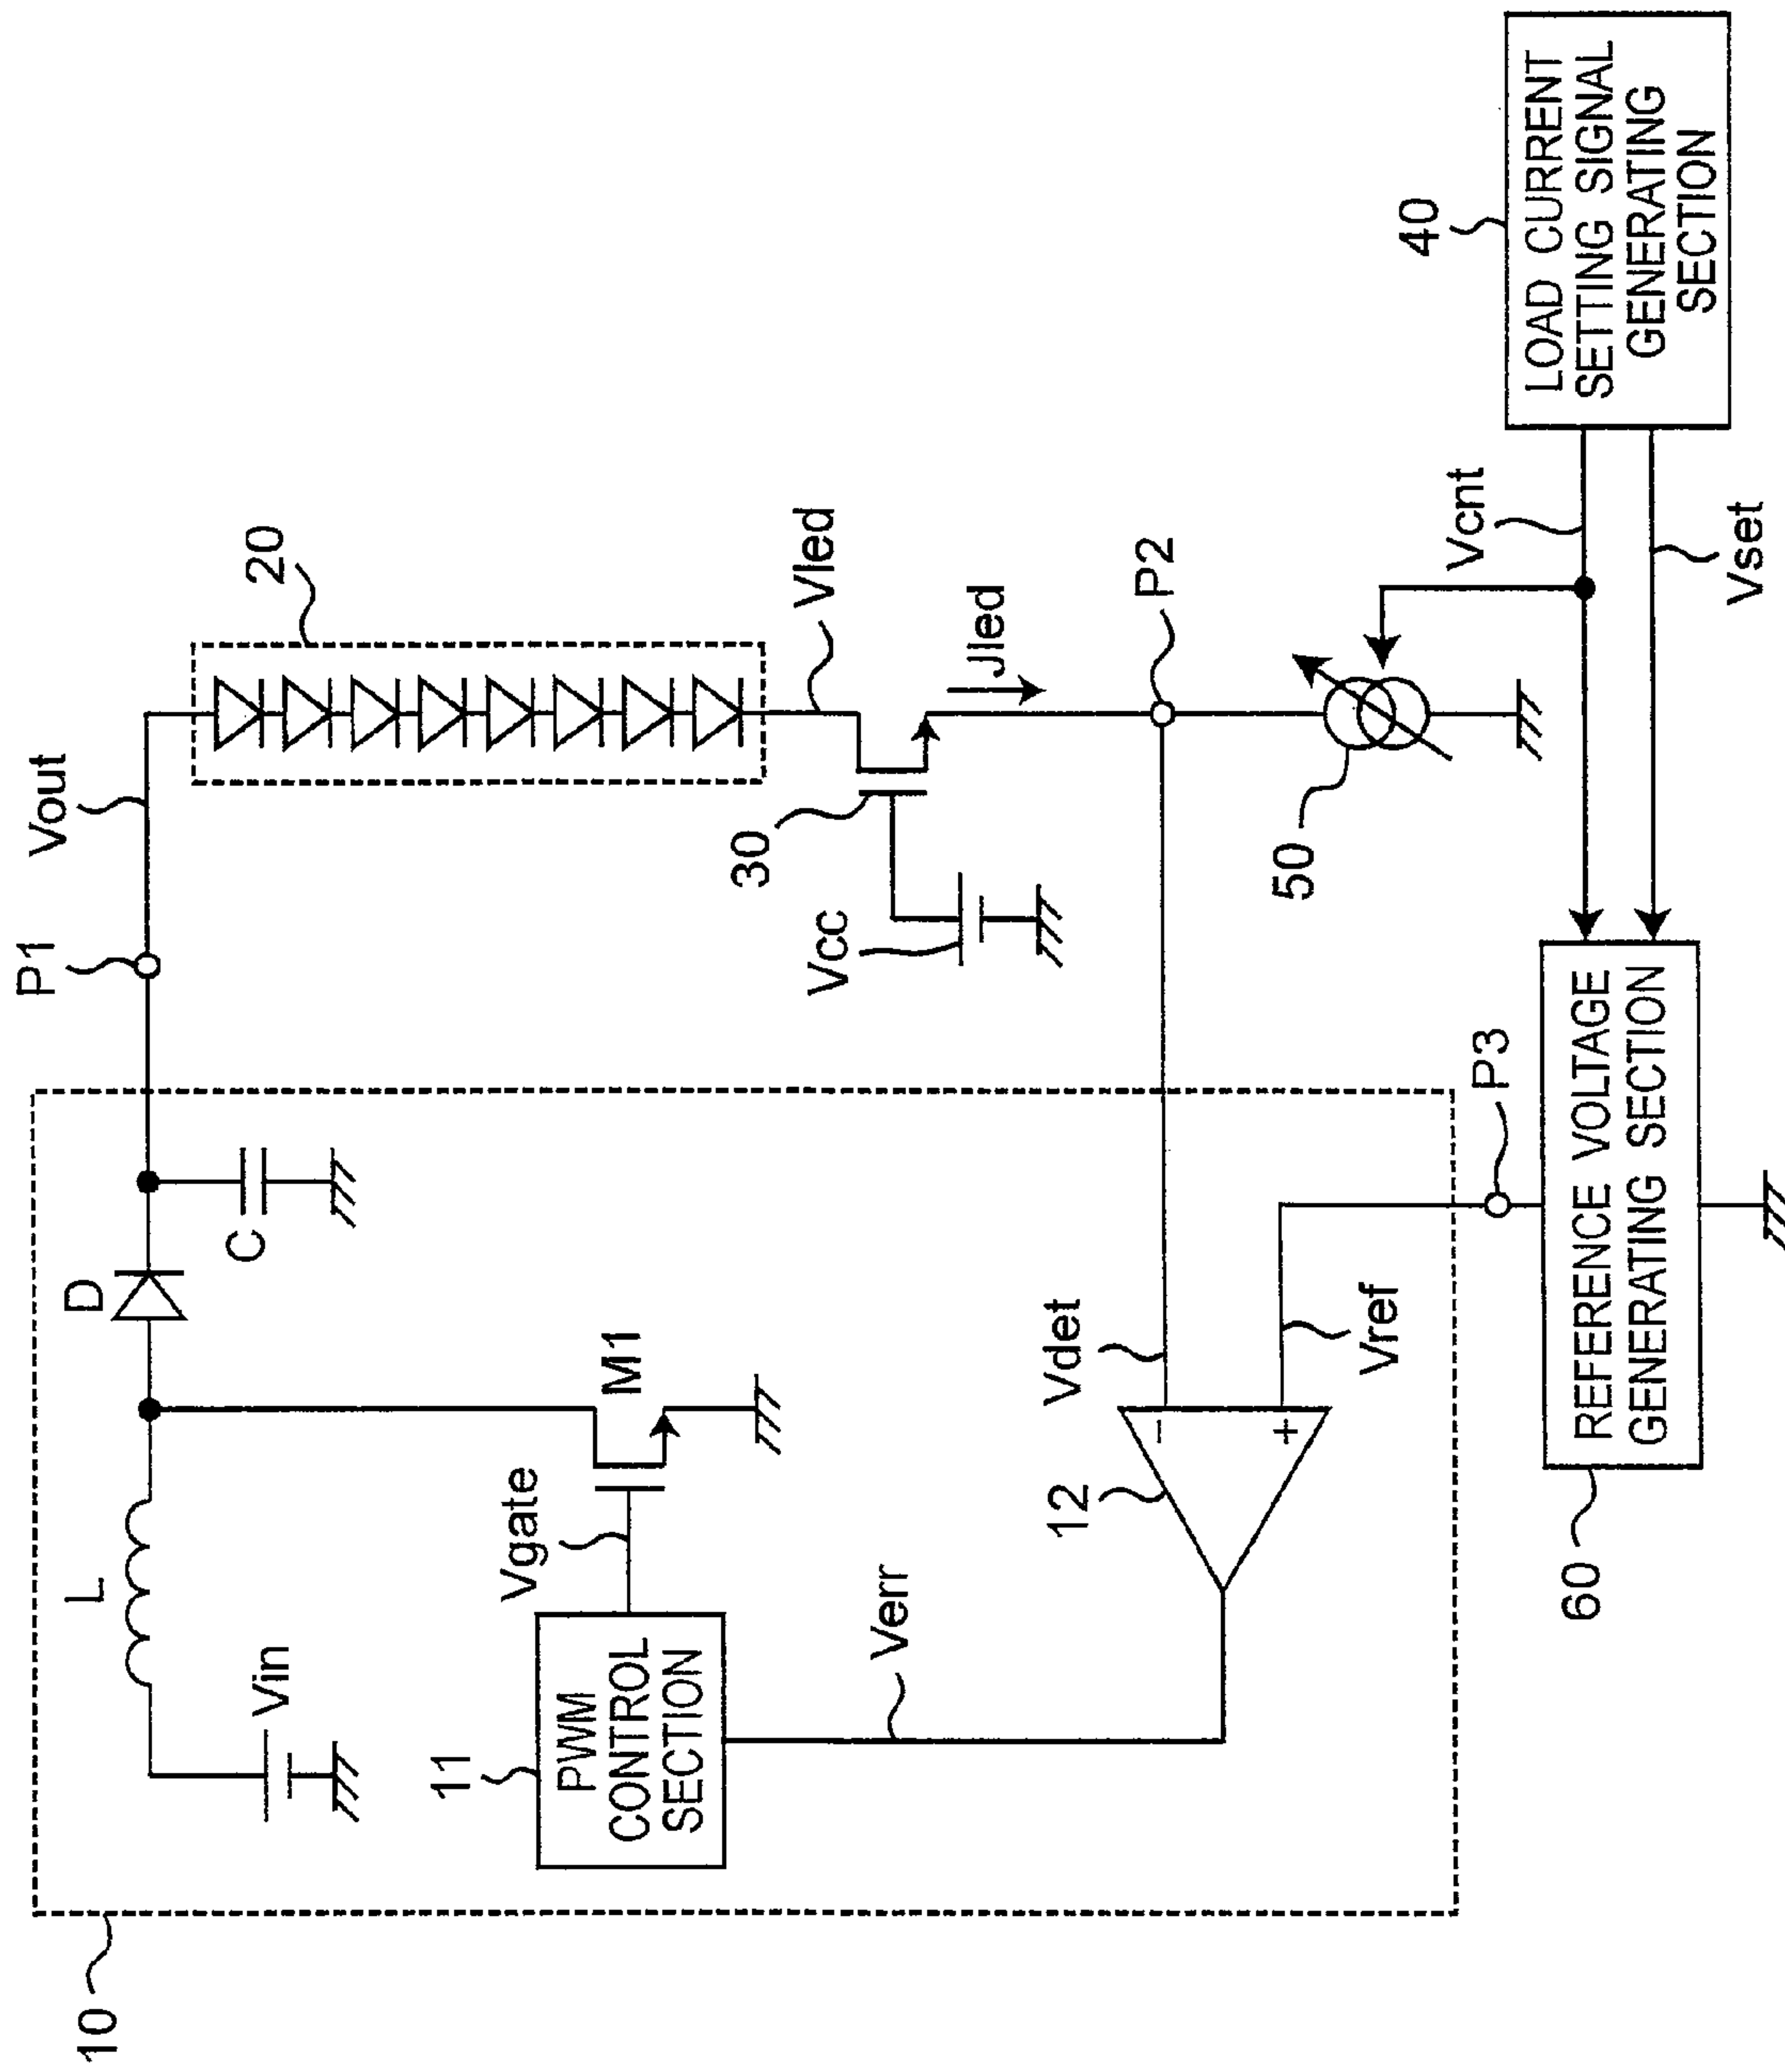 10
L
D
P1
Vout
20
Vin
C
Vled
Vgate
M1
30
Jled
11
PWM
CONTROL
SECTION
Vcc
P2
Verr
12
Vdet
Vref
−
+
50
Vcnt
Vset
40
LOAD CURRENT
SETTING SIGNAL
GENERATING
SECTION
P3
60
REFERENCE VOLTAGE
GENERATING SECTION